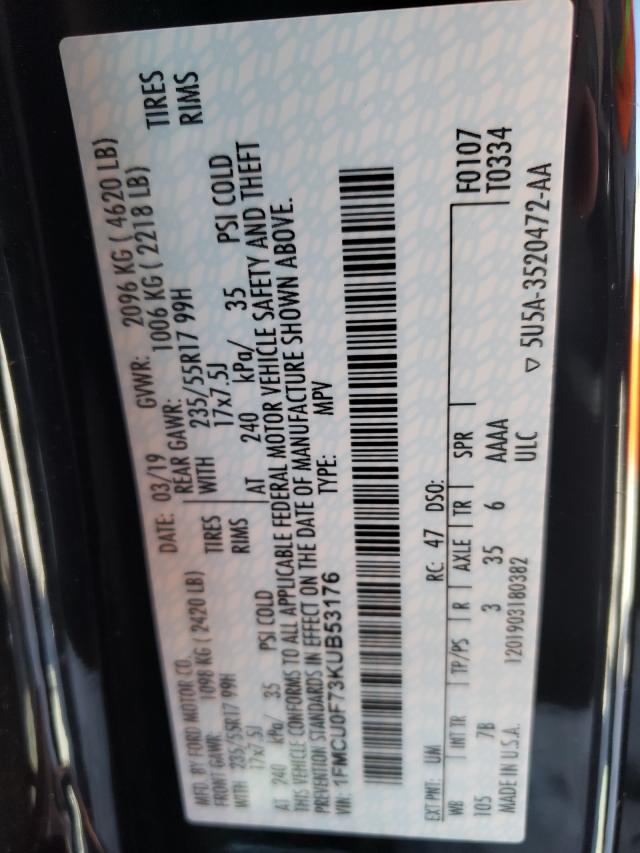 MFD. BY FORD MOTOR CO. DATE: 03/19 GVWR: 2096 KG ( 4620 LB)
FRONT GAWR: 1098 KG ( 2420 LB) REAR GAWR: 1006 KG ( 2218 LB)
WITH 235/55R17 99H TIRES WITH 235/55R17 99H TIRES
17x7.5J RIMS 17x7.5J RIMS
AT 240 kPa/ 35 PSI COLD AT 240 kPa/ 35 PSI COLD
THIS VEHICLE CONFORMS TO ALL APPLICABLE FEDERAL MOTOR VEHICLE SAFETY AND THEFT
PREVENTION STANDARDS IN EFFECT ON THE DATE OF MANUFACTURE SHOWN ABOVE.
VIN: 1FMCU0F73KUB53176 TYPE: MPV
EXT PNT: UM RC: 47 DSO: F0107
WB INT TR TP/PS R AXLE TR SPR T0334
105 7B 3 35 6 AAAA
MADE IN U.S.A. 1201903180382 ULC ▽ 5U5A-3520472-AA